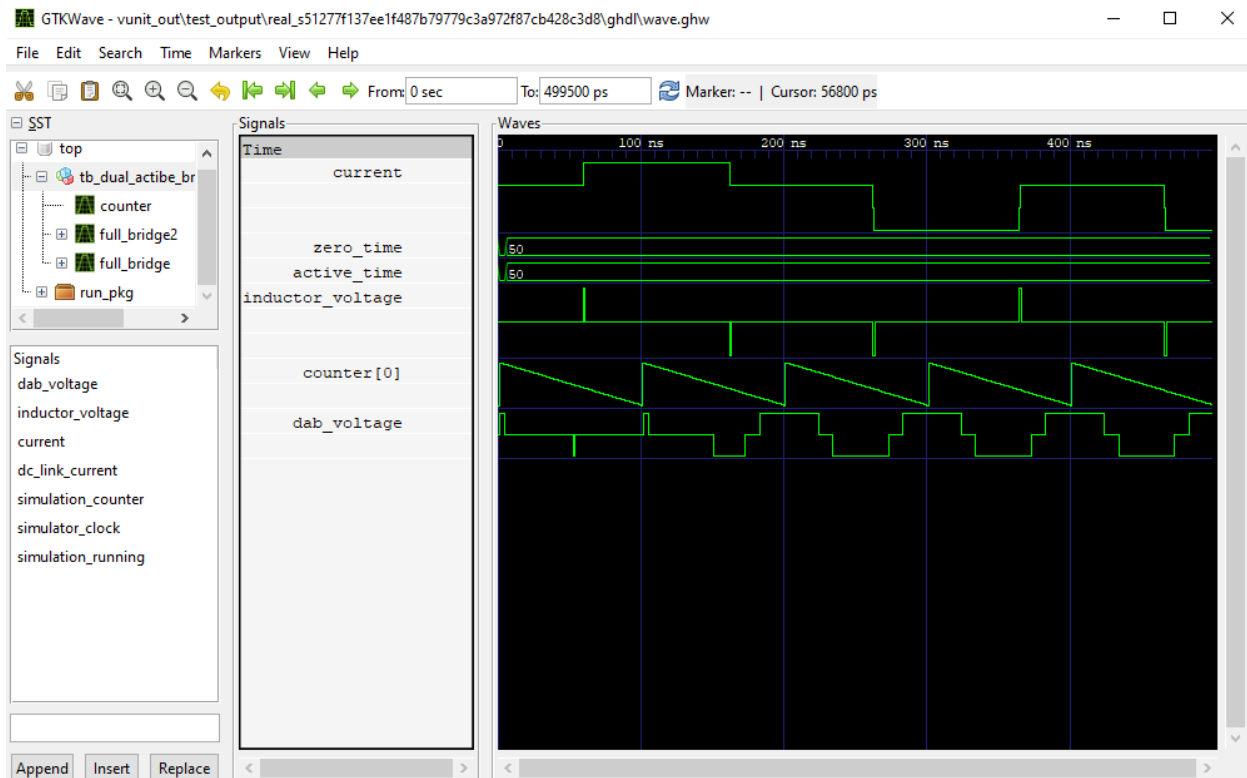 GTKWave - vunit_out\test_output\real_s51277f137ee1f487b79779c3a972f87cb428c3d8\ghdl\wave.ghw
File Edit Search Time Markers View Help
From: 0 sec To: 499500 ps Marker: -- | Cursor: 56800 ps
SST
top
tb_dual_actibe_br
counter
full_bridge2
full_bridge
run_pkg
Signals
dab_voltage
inductor_voltage
current
dc_link_current
simulation_counter
simulator_clock
simulation_running
Append Insert Replace
Signals
Time
current
zero_time
active_time
inductor_voltage
counter[0]
dab_voltage
Waves
0 100 ns 200 ns 300 ns 400 ns
50
50